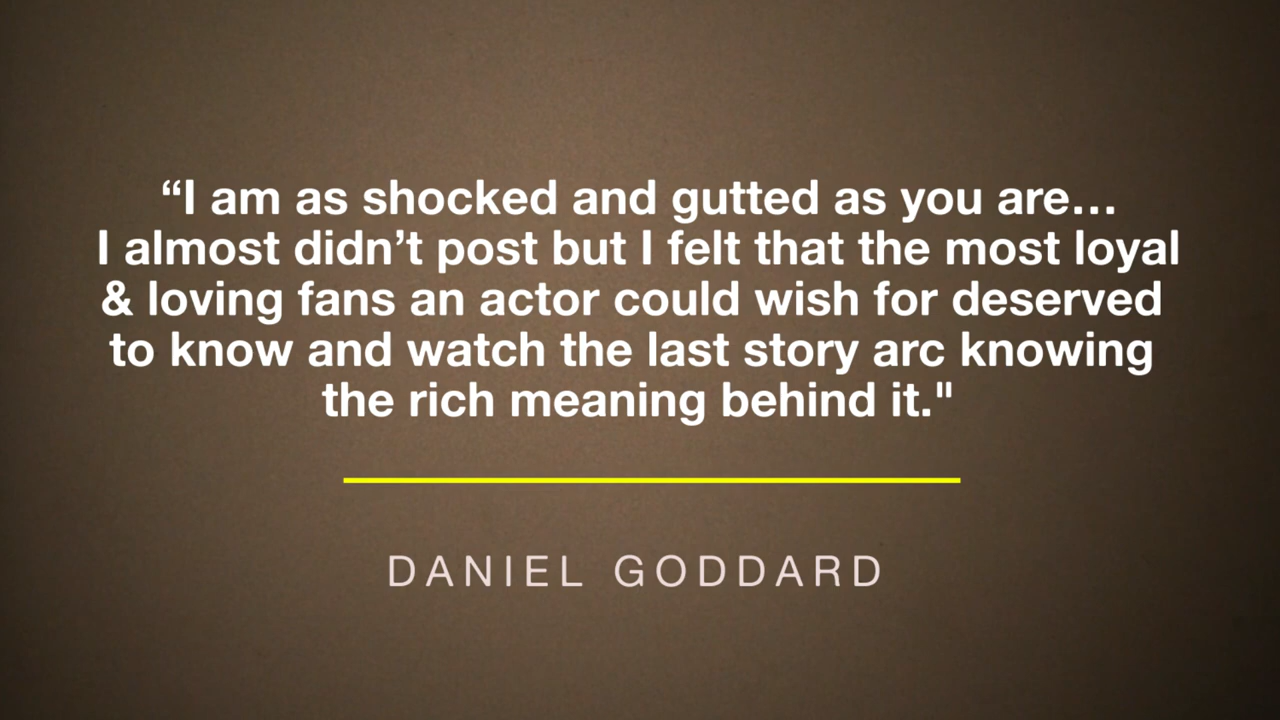 “I am as shocked and gutted as you are…
I almost didn’t post but I felt that the most loyal
& loving fans an actor could wish for deserved
to know and watch the last story arc knowing
the rich meaning behind it."
DANIEL GODDARD